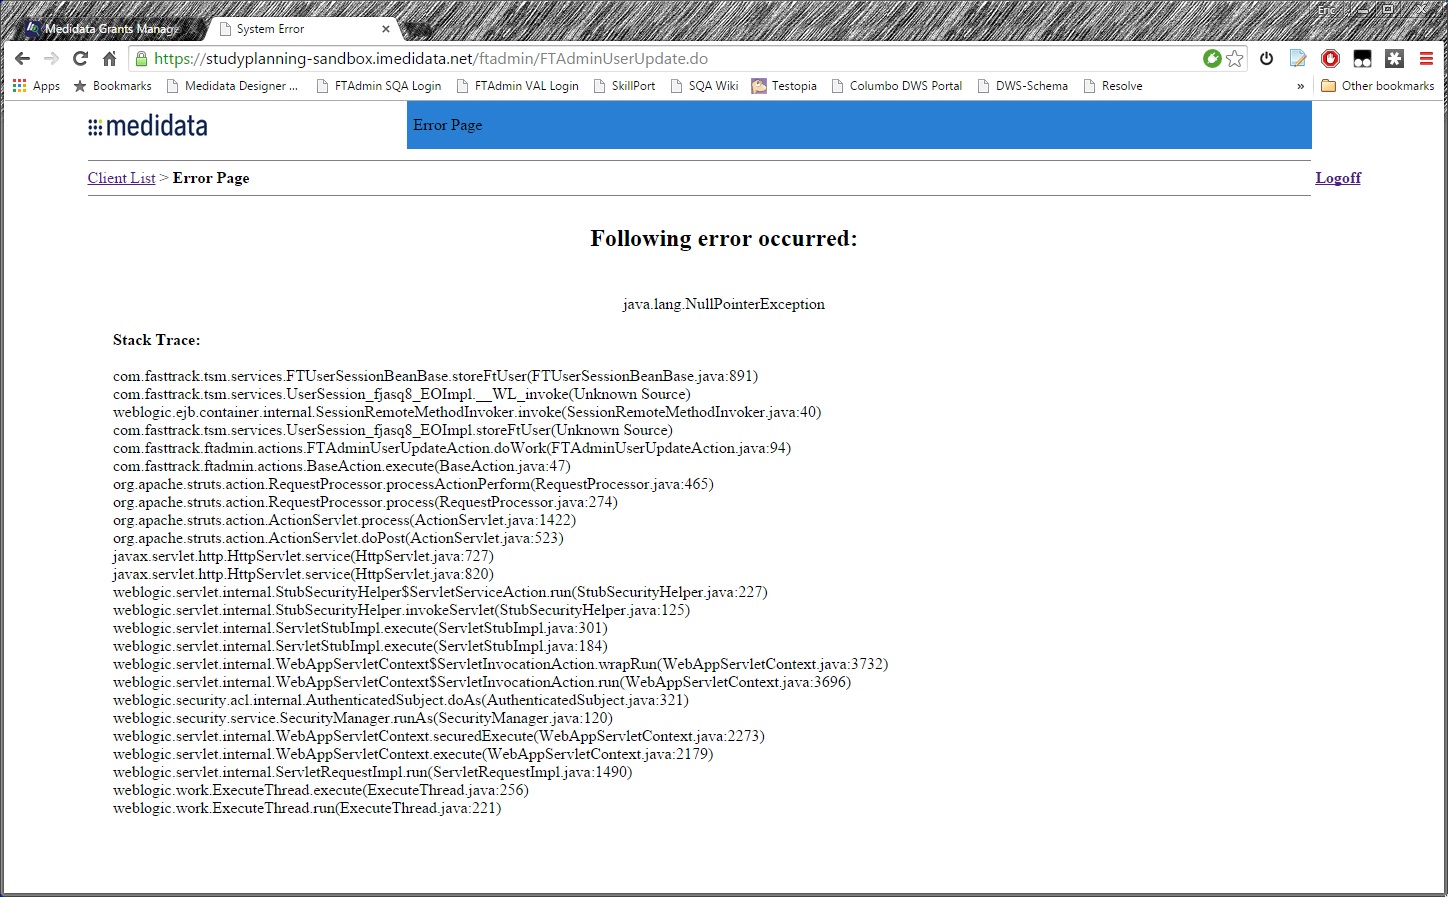 Eric
Medidata Grants Manag
System Error
https://studyplanning-sandbox.imedidata.net/ftadmin/FTAdminUserUpdate.do
Apps Bookmarks Medidata Designer ... FTAdmin SQA Login FTAdmin VAL Login SkillPort SQA Wiki Testopia Columbo DWS Portal DWS-Schema Resolve » Other bookmarks
medidata
Error Page
Client List > Error Page
Logoff
Following error occurred:
java.lang.NullPointerException
Stack Trace:
com.fasttrack.tsm.services.FTUserSessionBeanBase.storeFtUser(FTUserSessionBeanBase.java:891)
com.fasttrack.tsm.services.UserSession_fjasq8_EOImpl.__WL_invoke(Unknown Source)
weblogic.ejb.container.internal.SessionRemoteMethodInvoker.invoke(SessionRemoteMethodInvoker.java:40)
com.fasttrack.tsm.services.UserSession_fjasq8_EOImpl.storeFtUser(Unknown Source)
com.fasttrack.ftadmin.actions.FTAdminUserUpdateAction.doWork(FTAdminUserUpdateAction.java:94)
com.fasttrack.ftadmin.actions.BaseAction.execute(BaseAction.java:47)
org.apache.struts.action.RequestProcessor.processActionPerform(RequestProcessor.java:465)
org.apache.struts.action.RequestProcessor.process(RequestProcessor.java:274)
org.apache.struts.action.ActionServlet.process(ActionServlet.java:1422)
org.apache.struts.action.ActionServlet.doPost(ActionServlet.java:523)
javax.servlet.http.HttpServlet.service(HttpServlet.java:727)
javax.servlet.http.HttpServlet.service(HttpServlet.java:820)
weblogic.servlet.internal.StubSecurityHelper$ServletServiceAction.run(StubSecurityHelper.java:227)
weblogic.servlet.internal.StubSecurityHelper.invokeServlet(StubSecurityHelper.java:125)
weblogic.servlet.internal.ServletStubImpl.execute(ServletStubImpl.java:301)
weblogic.servlet.internal.ServletStubImpl.execute(ServletStubImpl.java:184)
weblogic.servlet.internal.WebAppServletContext$ServletInvocationAction.wrapRun(WebAppServletContext.java:3732)
weblogic.servlet.internal.WebAppServletContext$ServletInvocationAction.run(WebAppServletContext.java:3696)
weblogic.security.acl.internal.AuthenticatedSubject.doAs(AuthenticatedSubject.java:321)
weblogic.security.service.SecurityManager.runAs(SecurityManager.java:120)
weblogic.servlet.internal.WebAppServletContext.securedExecute(WebAppServletContext.java:2273)
weblogic.servlet.internal.WebAppServletContext.execute(WebAppServletContext.java:2179)
weblogic.servlet.internal.ServletRequestImpl.run(ServletRequestImpl.java:1490)
weblogic.work.ExecuteThread.execute(ExecuteThread.java:256)
weblogic.work.ExecuteThread.run(ExecuteThread.java:221)